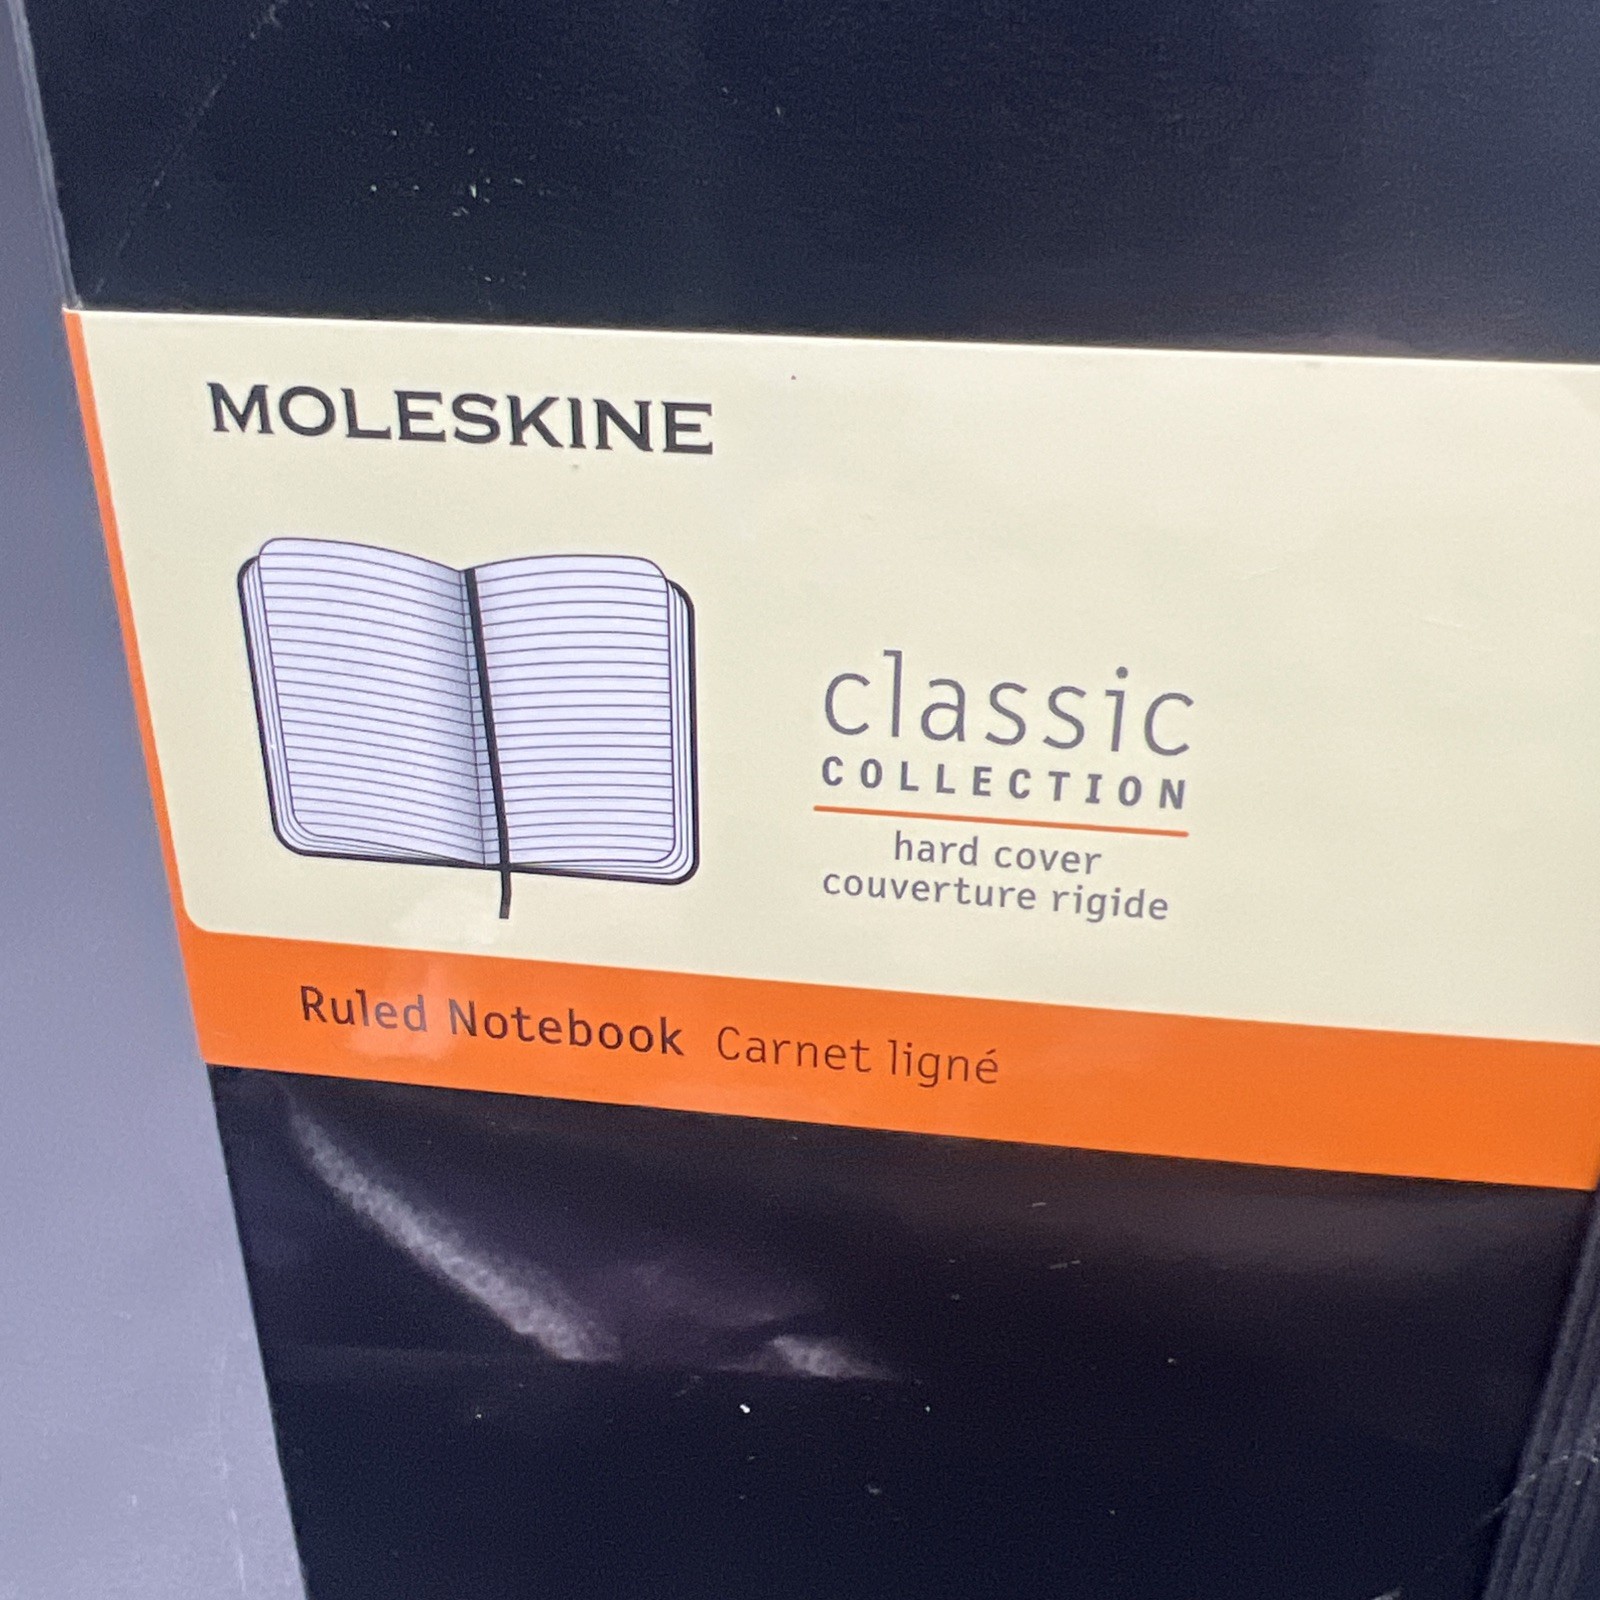 MOLESKINE
classic
COLLECTION
hard cover
couverture rigide
Ruled Notebook Carnet ligné